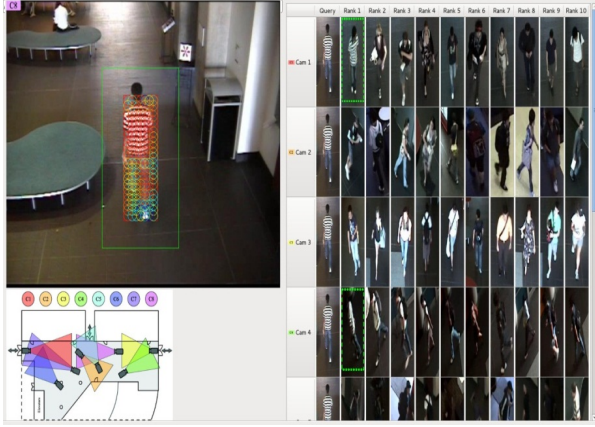 C8
Query Rank 1 Rank 2 Rank 3 Rank 4 Rank 5 Rank 6 Rank 7 Rank 8 Rank 9 Rank 10
Cam 1
Cam 2
Cam 3
Cam 4
C1 C2 C3 C4 C5 C6 C7 C8